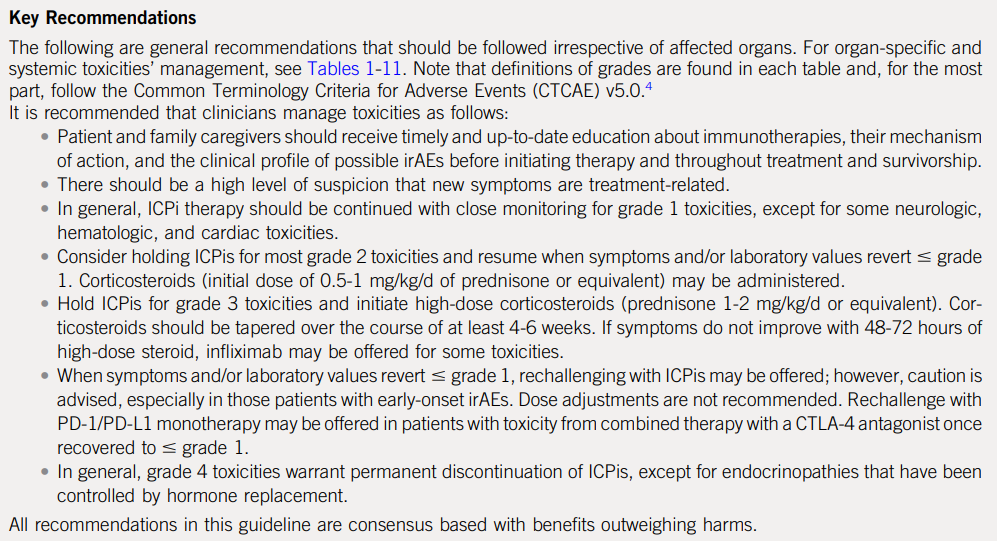 Key Recommendations
The following are general recommendations that should be followed irrespective of affected organs. For organ-specific and
systemic toxicities' management, see Tables 1-11. Note that definitions of grades are found in each table and, for the most
part, follow the Common Terminology Criteria for Adverse Events (CTCAE) v5.0.4
It is recommended that clinicians manage toxicities as follows:
• Patient and family caregivers should receive timely and up-to-date education about immunotherapies, their mechanism
of action, and the clinical profile of possible irAEs before initiating therapy and throughout treatment and survivorship.
• There should be a high level of suspicion that new symptoms are treatment-related.
• In general, ICPi therapy should be continued with close monitoring for grade 1 toxicities, except for some neurologic,
hematologic, and cardiac toxicities.
• Consider holding ICPis for most grade 2 toxicities and resume when symptoms and/or laboratory values revert ≤ grade
1. Corticosteroids (initial dose of 0.5-1 mg/kg/d of prednisone or equivalent) may be administered.
• Hold ICPis for grade 3 toxicities and initiate high-dose corticosteroids (prednisone 1-2 mg/kg/d or equivalent). Cor-
ticosteroids should be tapered over the course of at least 4-6 weeks. If symptoms do not improve with 48-72 hours of
high-dose steroid, infliximab may be offered for some toxicities.
• When symptoms and/or laboratory values revert ≤ grade 1, rechallenging with ICPis may be offered; however, caution is
advised, especially in those patients with early-onset irAEs. Dose adjustments are not recommended. Rechallenge with
PD-1/PD-L1 monotherapy may be offered in patients with toxicity from combined therapy with a CTLA-4 antagonist once
recovered to ≤ grade 1.
• In general, grade 4 toxicities warrant permanent discontinuation of ICPis, except for endocrinopathies that have been
controlled by hormone replacement.
All recommendations in this guideline are consensus based with benefits outweighing harms.